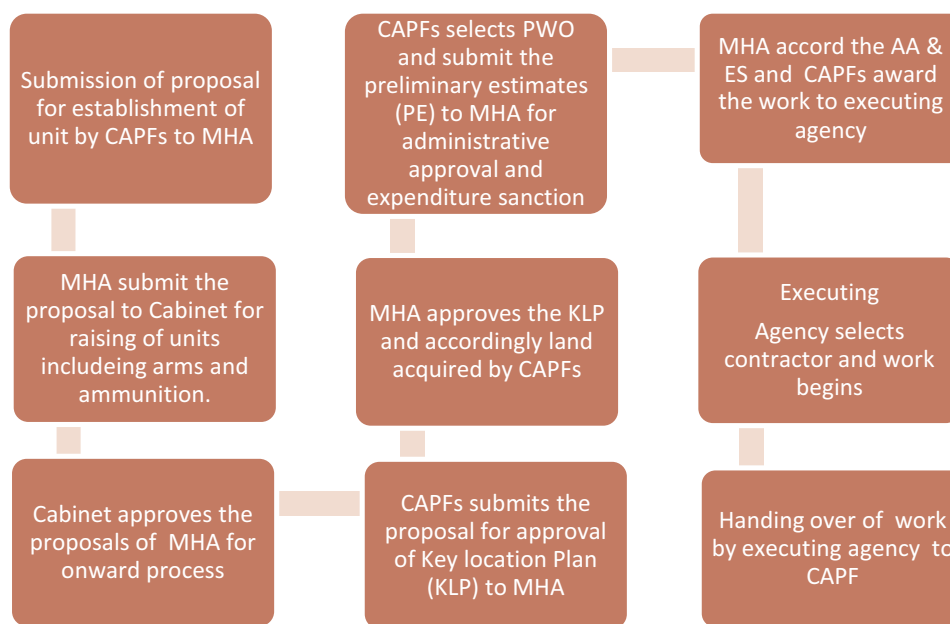 Submission of proposal
for establishment of
unit by CAPFs to MHA
MHA submit the
proposal to Cabinet for
raising of units
includeing arms and
ammunition.
Cabinet approves the
proposals of MHA for
onward process
CAPFs submits the
proposal for approval
of Key location Plan
(KLP) to MHA
MHA approves the KLP
and accordingly land
acquired by CAPFs
CAPFs selects PWO
and submit the
preliminary estimates
(PE) to MHA for
administrative
approval and
expenditure sanction
MHA accord the AA &
ES and CAPFs award
the work to executing
agency
Executing
Agency selects
contractor and work
begins
Handing over of work
by executing agency to
CAPF